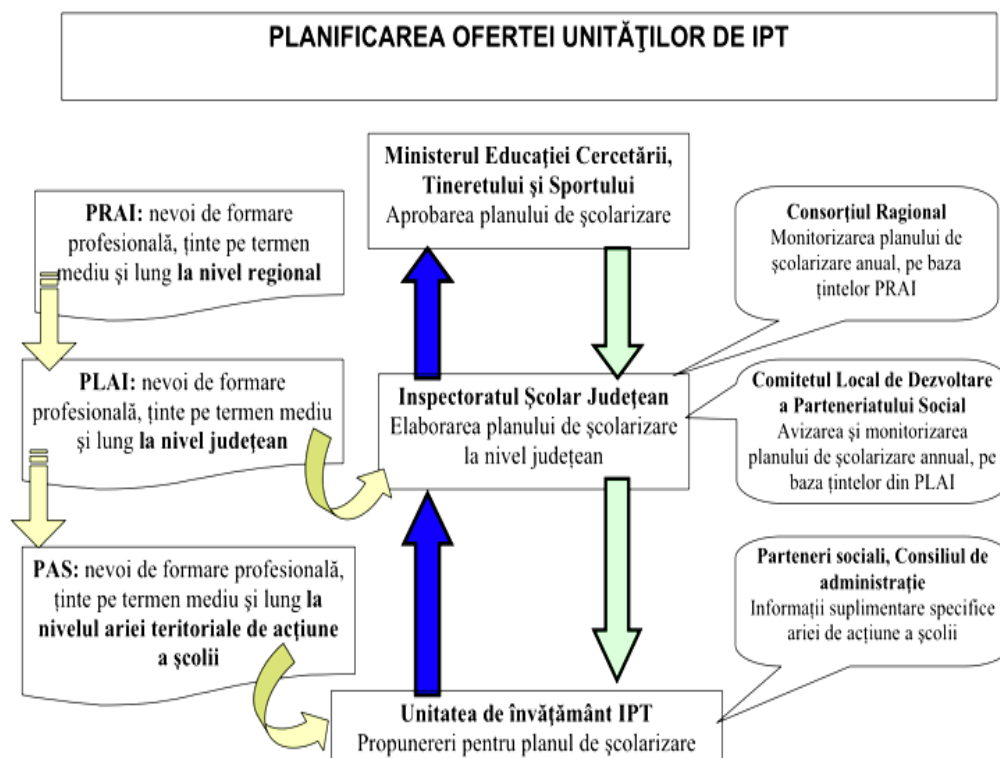 PLANIFICAREA OFERTEI UNITĂŢILOR DE IPT
Ministerul Educaţiei Cercetării,
Tineretului şi Sportului
Aprobarea planului de şcolarizare
PRAI: nevoi de formare
profesională, ţinte pe termen
mediu şi lung la nivel regional
Consorţiul Ragional
Monitorizarea planului de
şcolarizare anual, pe baza
ţintelor PRAI
PLAI: nevoi de formare
profesională, ţinte pe termen mediu
şi lung la nivel judeţean
Inspectoratul Şcolar Judeţean
Elaborarea planului de şcolarizare
la nivel judeţean
Comitetul Local de Dezvoltare
a Parteneriatului Social
Avizarea şi monitorizarea
planului de şcolarizare annual, pe
baza ţintelor din PLAI
PAS: nevoi de formare profesională,
ţinte pe termen mediu şi lung la
nivelul ariei teritoriale de acţiune
a şcolii
Parteneri sociali, Consiliul de
administraţie
Informaţii suplimentare specifice
ariei de acţiune a şcolii
Unitatea de învăţământ IPT
Propunereri pentru planul de şcolarizare